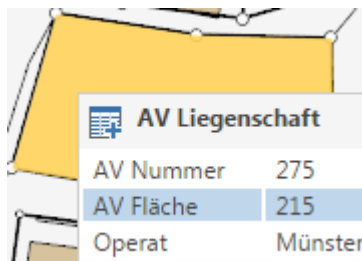 AV Liegenschaft
AV Nummer 275
AV Fläche 215
Operat Münster